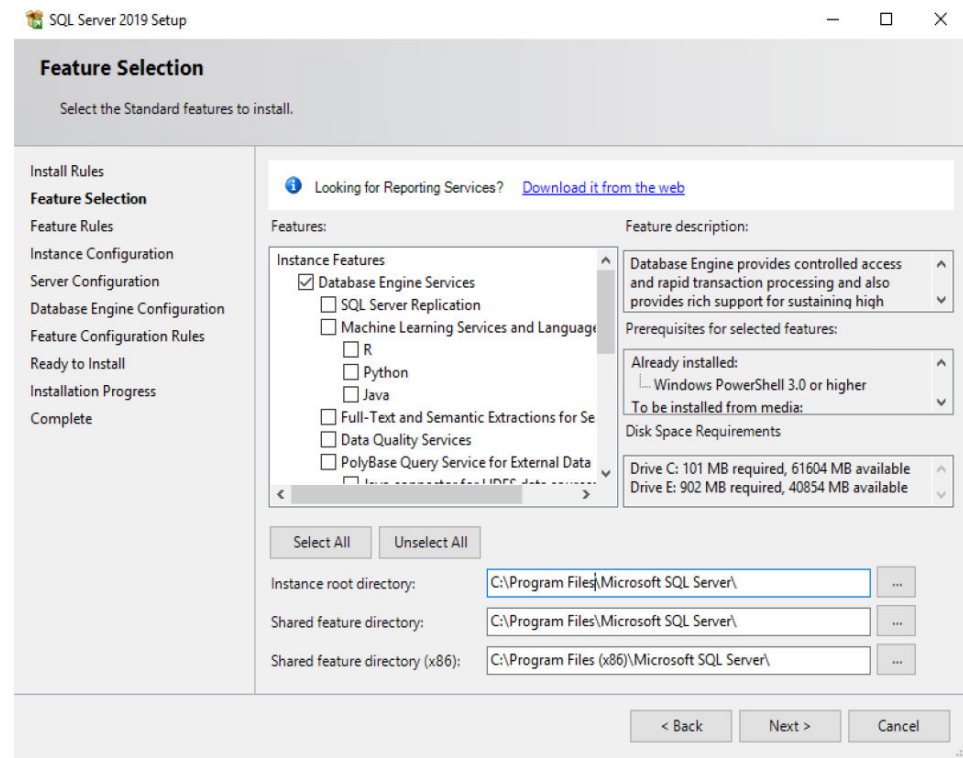 SQL Server 2019 Setup
Feature Selection
Select the Standard features to install.
Install Rules
Feature Selection
Feature Rules
Instance Configuration
Server Configuration
Database Engine Configuration
Feature Configuration Rules
Ready to Install
Installation Progress
Complete
Looking for Reporting Services? Download it from the web
Features:
Instance Features
Database Engine Services
SQL Server Replication
Machine Learning Services and Language
R
Python
Java
Full-Text and Semantic Extractions for Se
Data Quality Services
PolyBase Query Service for External Data
Java connector for HDFS data sources
Feature description:
Database Engine provides controlled access
and rapid transaction processing and also
provides rich support for sustaining high
Prerequisites for selected features:
Already installed:
Windows PowerShell 3.0 or higher
To be installed from media:
Disk Space Requirements
Drive C: 101 MB required, 61604 MB available
Drive E: 902 MB required, 40854 MB available
Select All
Unselect All
Instance root directory: C:\Program Files\Microsoft SQL Server\
...
Shared feature directory: C:\Program Files\Microsoft SQL Server\
...
Shared feature directory (x86): C:\Program Files (x86)\Microsoft SQL Server\
...
< Back
Next >
Cancel